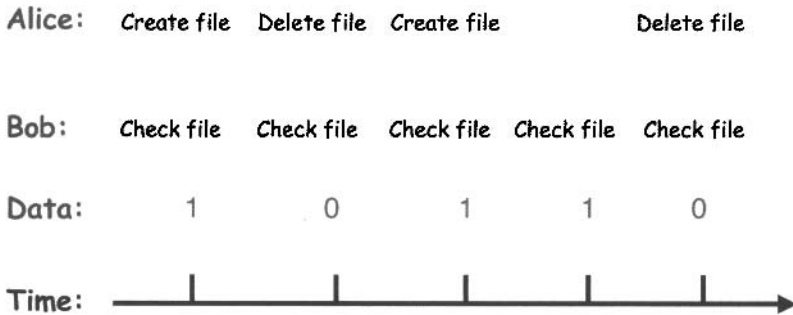 Alice: Create file Delete file Create file Delete file
Bob: Check file Check file Check file Check file Check file
Data: 1 0 1 1 0
Time: